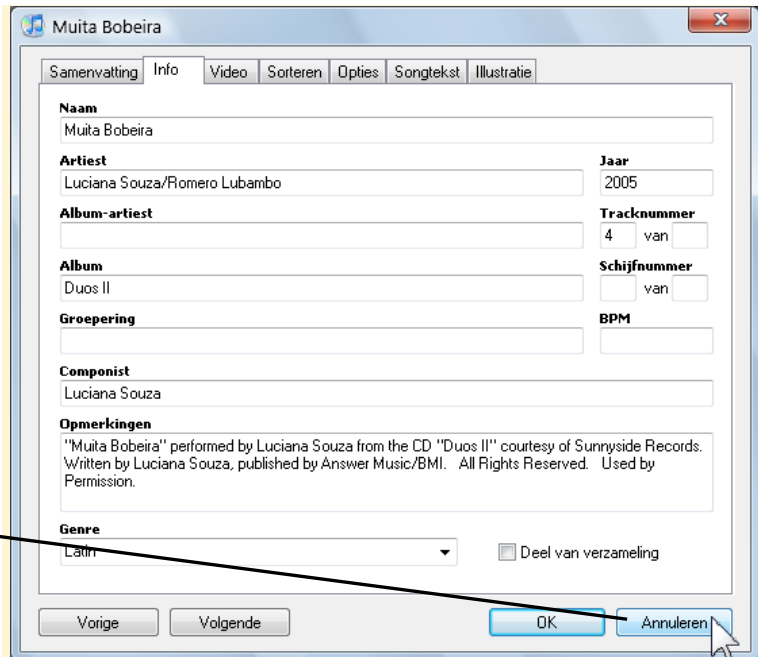 Muita Bobeira
Samenvatting Info Video Sorteren Opties Songtekst Illustratie
Naam
Muita Bobeira
Artiest Jaar
Luciana Souza/Romero Lubambo 2005
Album-artiest Tracknummer
4 van
Album Schijfnummer
Duos II van
Groepering BPM
Componist
Luciana Souza
Opmerkingen
"Muita Bobeira" performed by Luciana Souza from the CD "Duos II" courtesy of Sunnyside Records.
Written by Luciana Souza, published by Answer Music/BMI. All Rights Reserved. Used by
Permission.
Genre
Latin Deel van verzameling
Vorige Volgende OK Annuleren